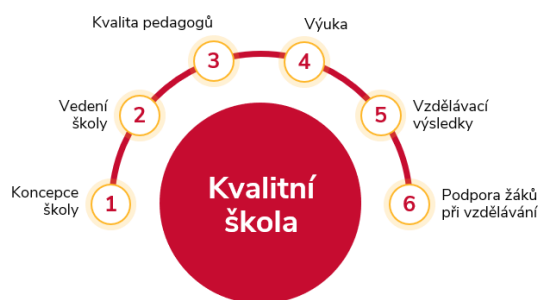 Kvalita pedagogů
3
4
Výuka
Vedení
školy
2
5
Vzdělávací
výsledky
Koncepce
školy
1
Kvalitní
škola
6
Podpora žáků
při vzdělávání